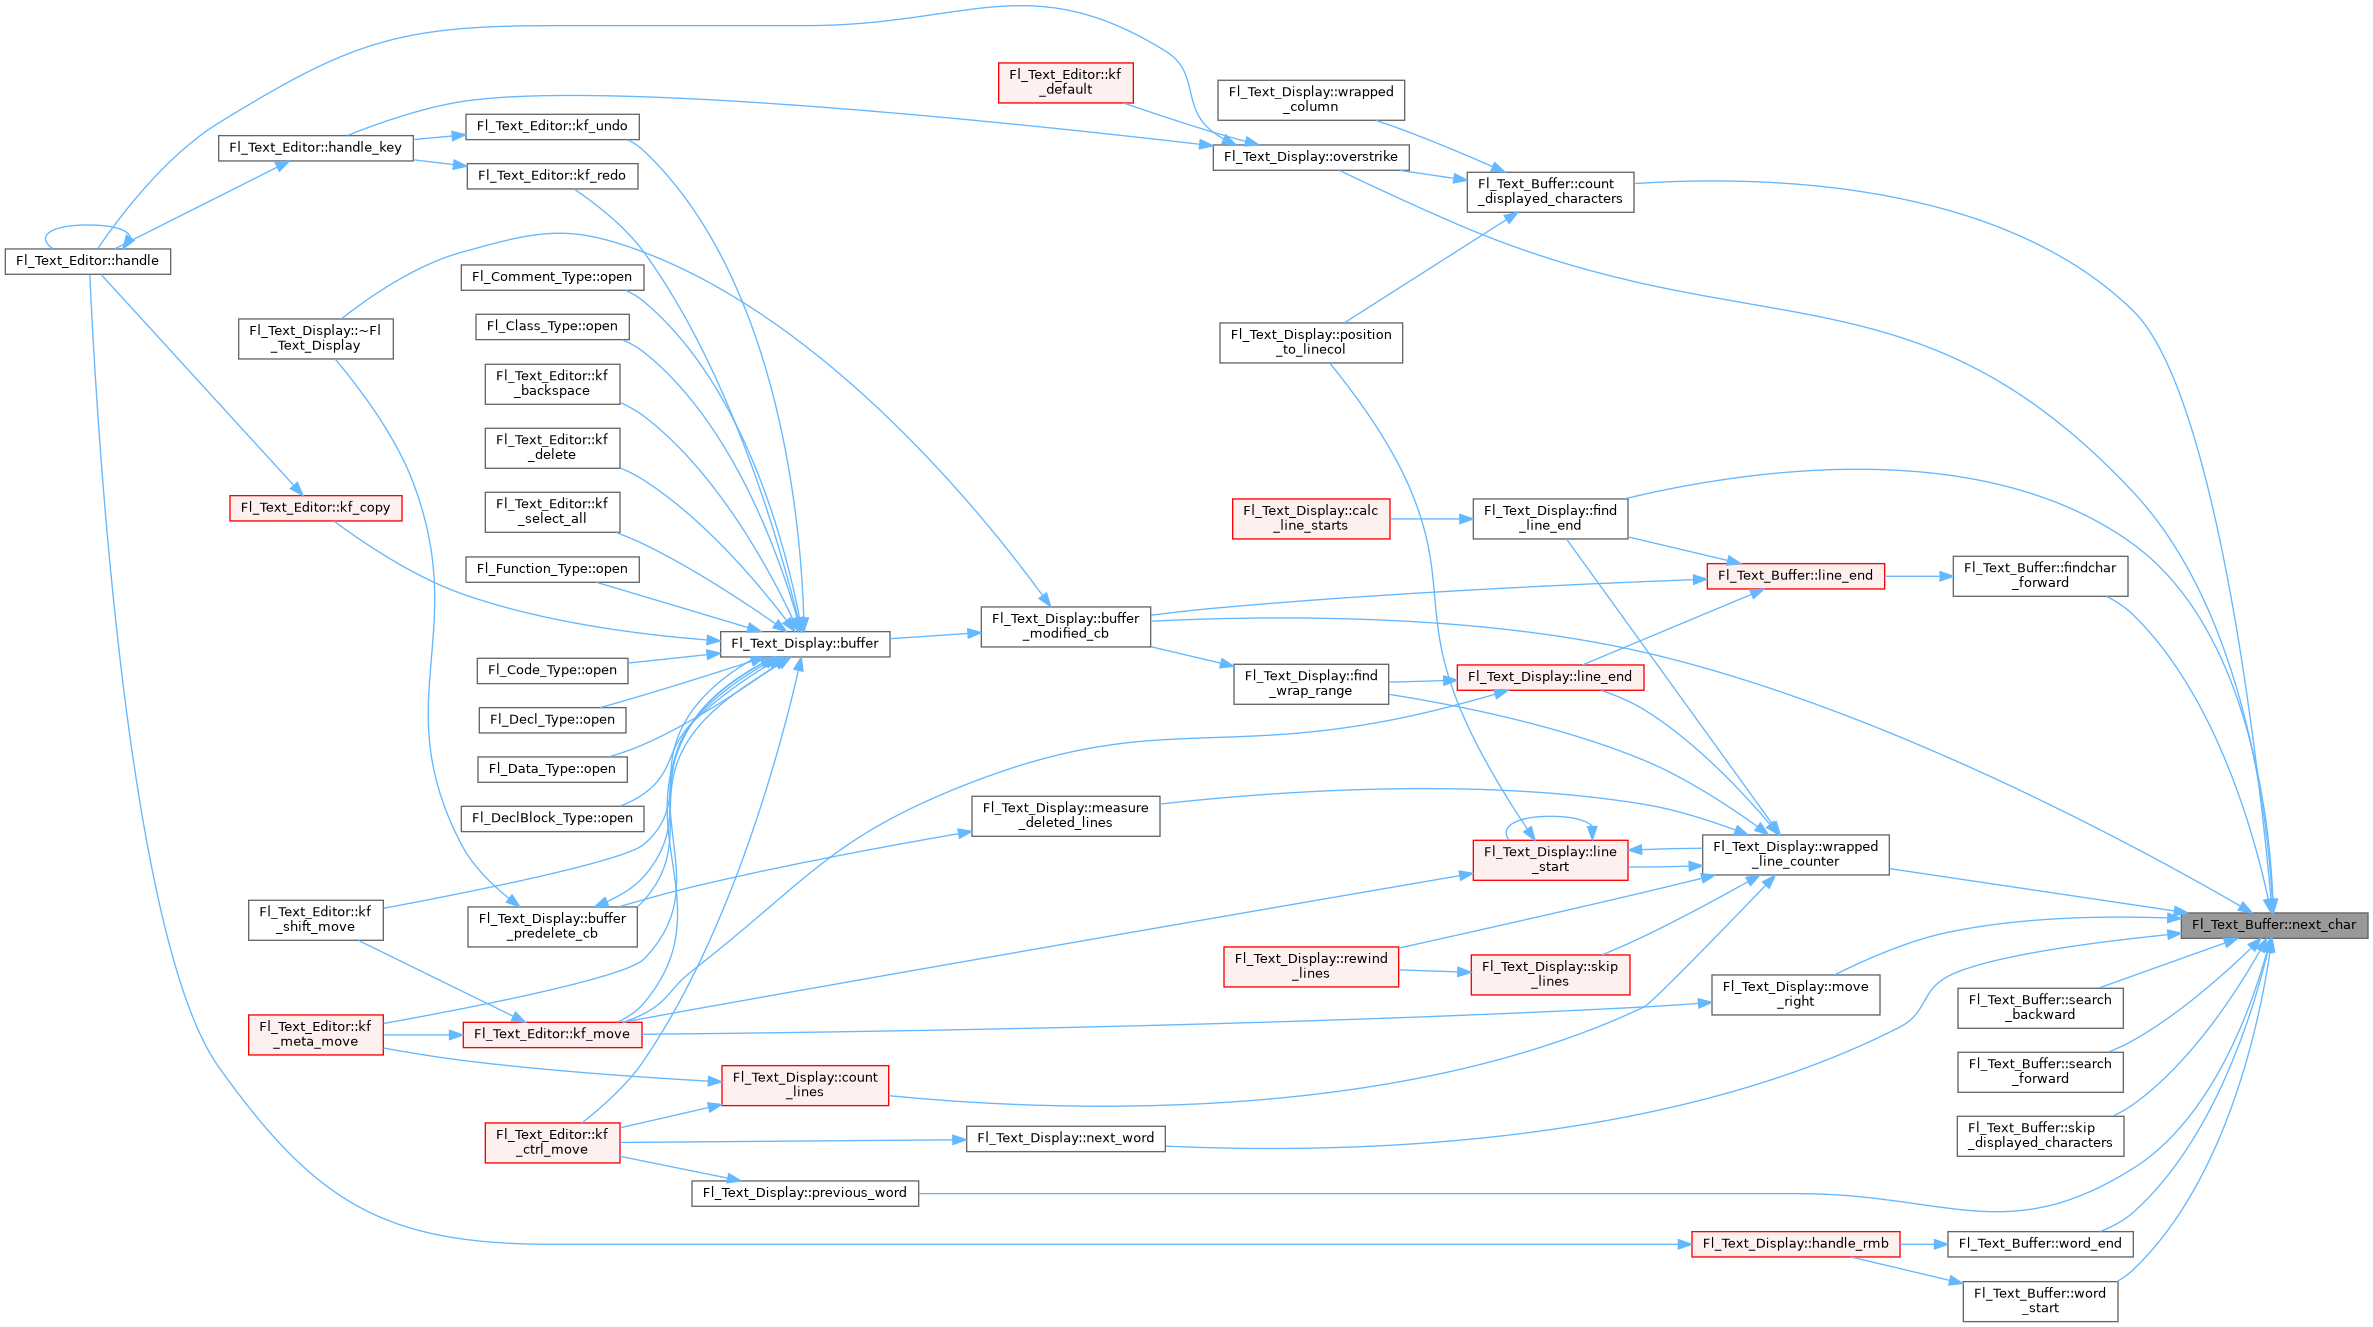 Fl_Text_Editor::kf
_default
Fl_Text_Display::wrapped
_column
Fl_Text_Editor::kf_undo
Fl_Text_Editor::handle_key
Fl_Text_Display::overstrike
Fl_Text_Editor::kf_redo
Fl_Text_Buffer::count
_displayed_characters
Fl_Text_Editor::handle
Fl_Comment_Type::open
Fl_Class_Type::open
Fl_Text_Display::~Fl
_Text_Display
Fl_Text_Display::position
_to_linecol
Fl_Text_Editor::kf
_backspace
Fl_Text_Editor::kf
_delete
Fl_Text_Editor::kf_copy
Fl_Text_Editor::kf
_select_all
Fl_Text_Display::calc
_line_starts
Fl_Text_Display::find
_line_end
Fl_Function_Type::open
Fl_Text_Buffer::line_end
Fl_Text_Buffer::findchar
_forward
Fl_Text_Display::buffer
Fl_Text_Display::buffer
_modified_cb
Fl_Code_Type::open
Fl_Text_Display::find
_wrap_range
Fl_Text_Display::line_end
Fl_Decl_Type::open
Fl_Data_Type::open
Fl_DeclBlock_Type::open
Fl_Text_Display::measure
_deleted_lines
Fl_Text_Display::line
_start
Fl_Text_Display::wrapped
_line_counter
Fl_Text_Editor::kf
_shift_move
Fl_Text_Display::buffer
_predelete_cb
Fl_Text_Buffer::next_char
Fl_Text_Display::rewind
_lines
Fl_Text_Display::skip
_lines
Fl_Text_Display::move
_right
Fl_Text_Buffer::search
_backward
Fl_Text_Editor::kf
_meta_move
Fl_Text_Editor::kf_move
Fl_Text_Buffer::search
_forward
Fl_Text_Display::count
_lines
Fl_Text_Editor::kf
_ctrl_move
Fl_Text_Display::next_word
Fl_Text_Buffer::skip
_displayed_characters
Fl_Text_Display::previous_word
Fl_Text_Display::handle_rmb
Fl_Text_Buffer::word_end
Fl_Text_Buffer::word
_start